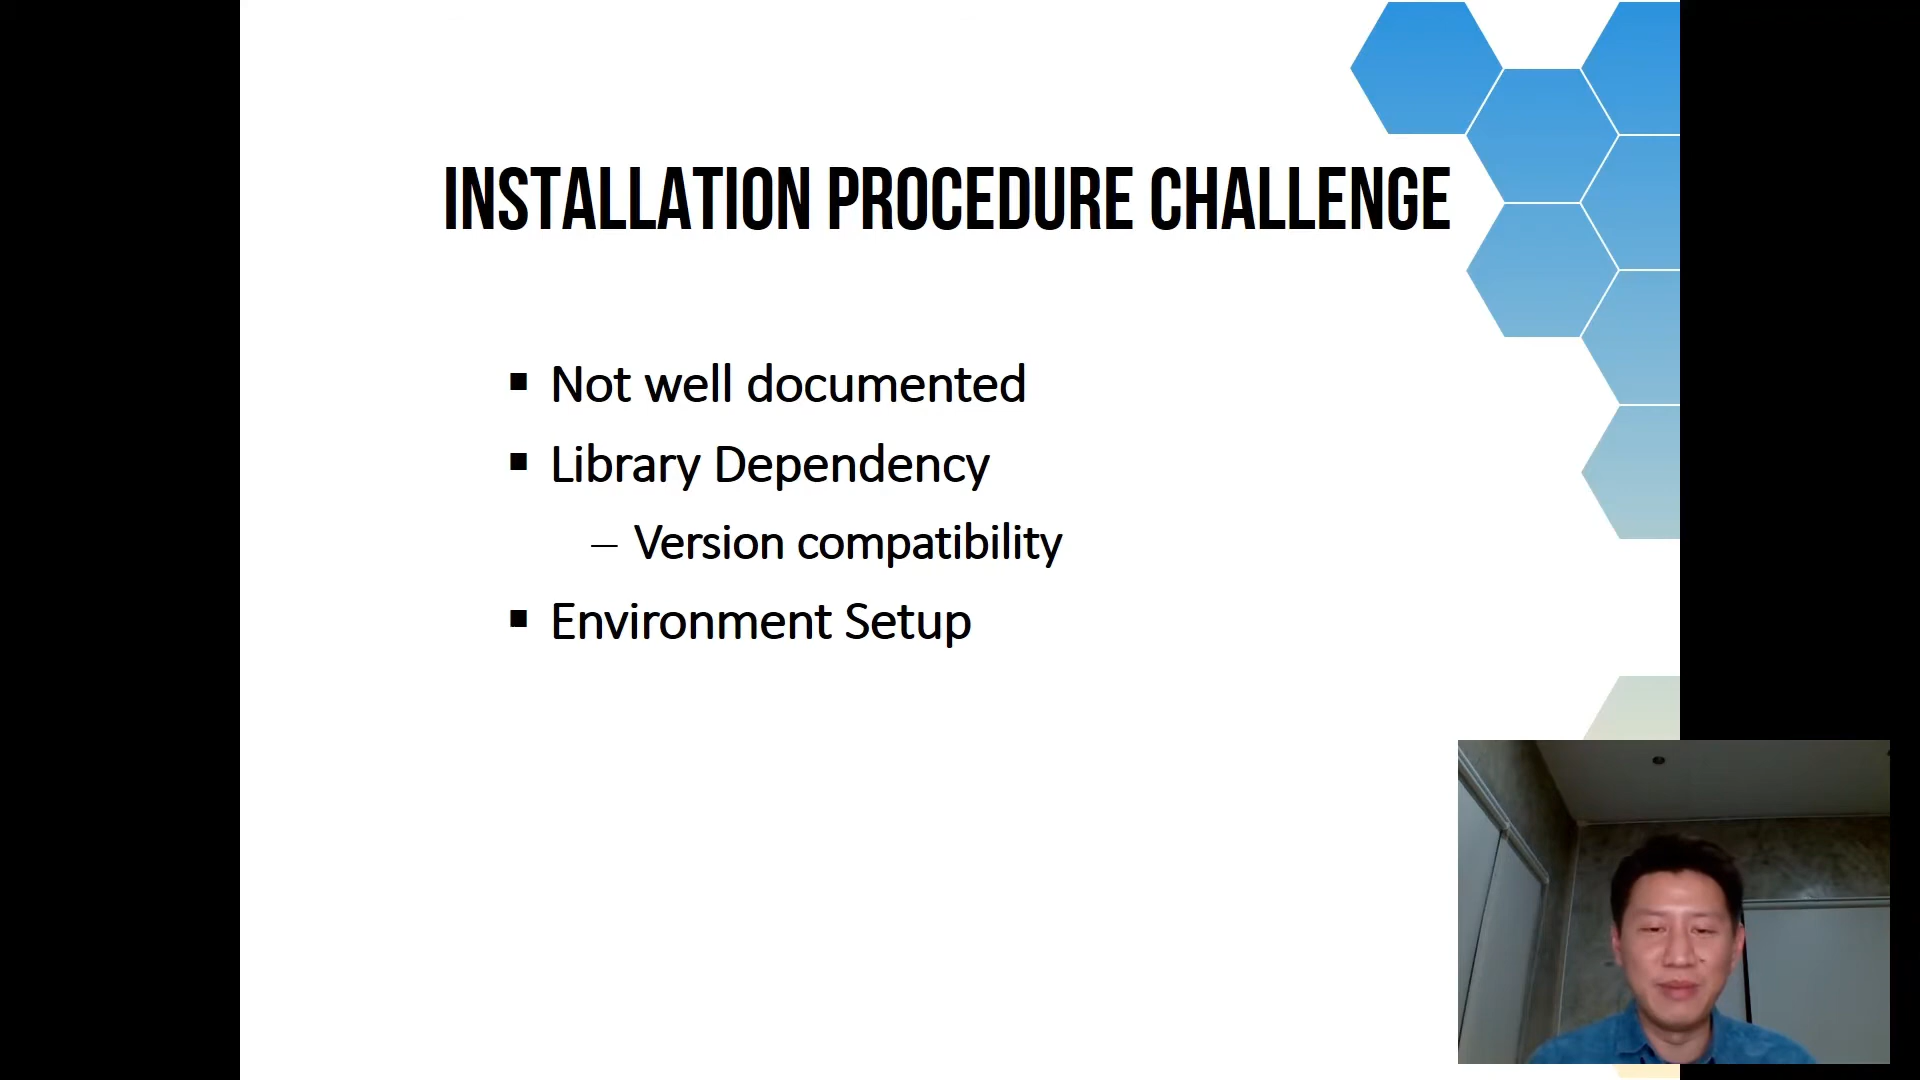 INSTALLATION PROCEDURE CHALLENGE
▪ Not well documented
▪ Library Dependency
– Version compatibility
▪ Environment Setup